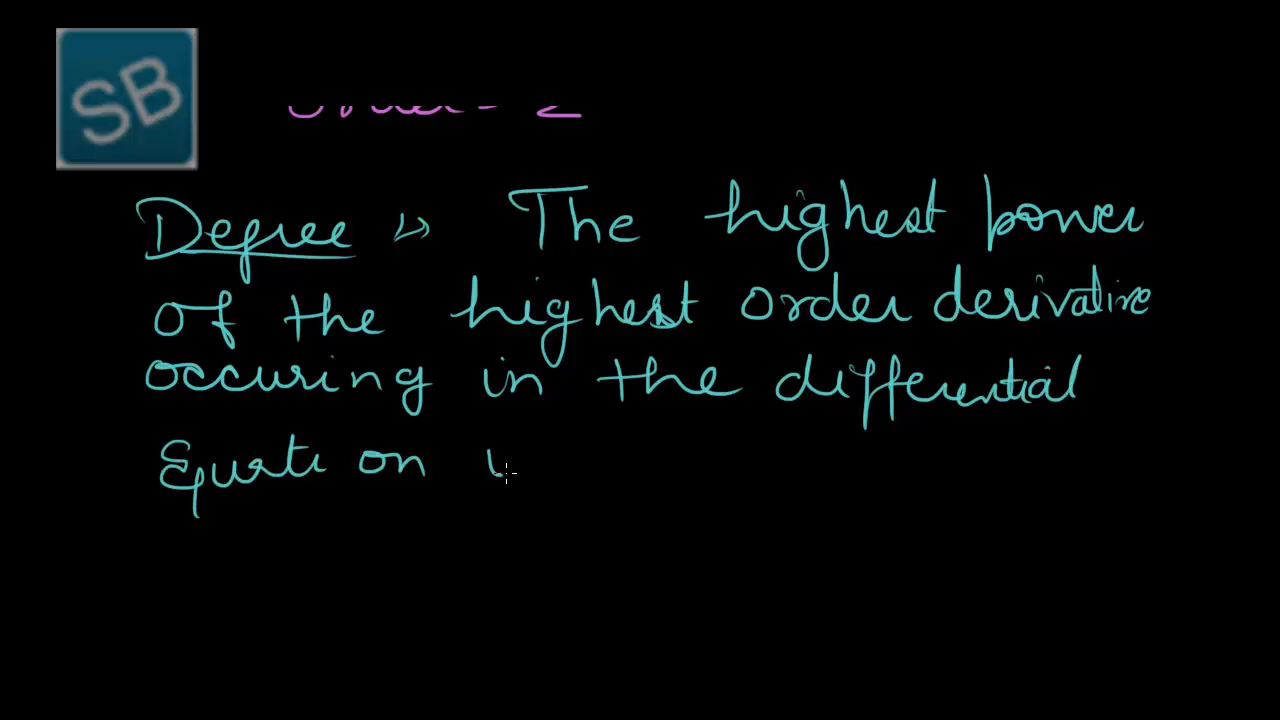 SB
Degree :> The highest power
of the highest order derivative
occuring in the differential
Equation